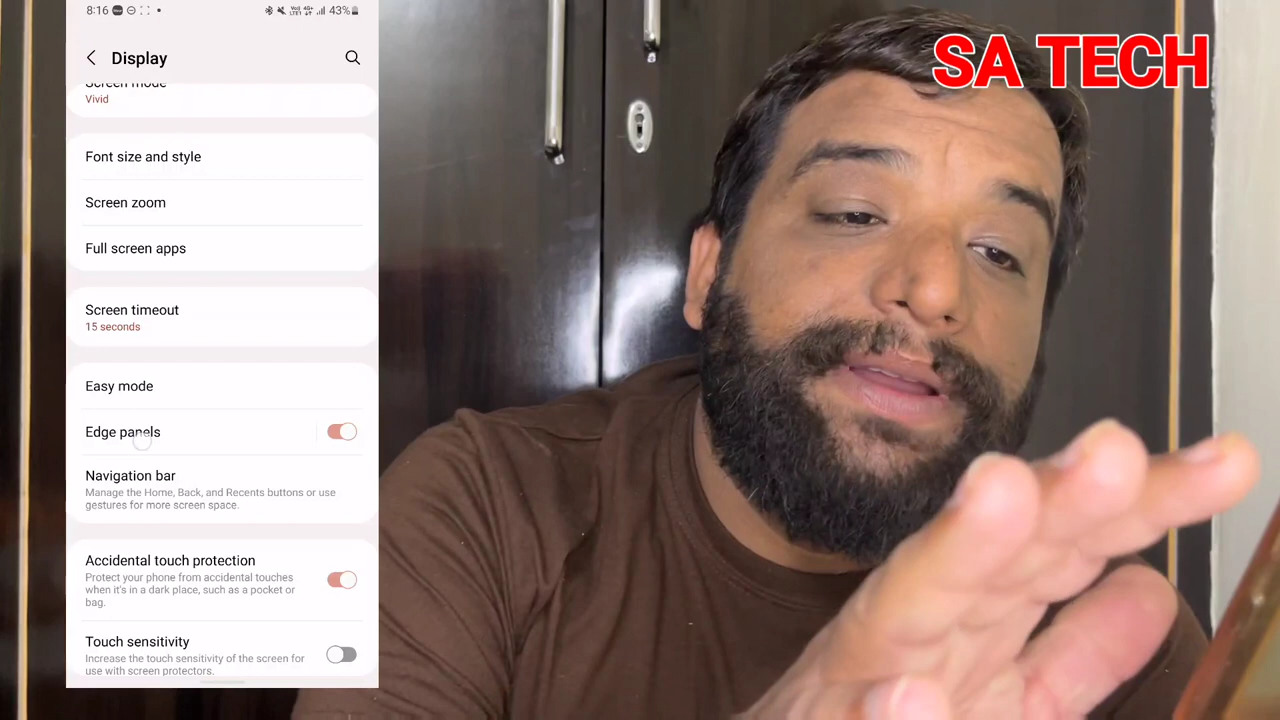 8:16 43%
Display
Screen mode
Vivid
Font size and style
Screen zoom
Full screen apps
Screen timeout
15 seconds
Easy mode
Edge panels
Navigation bar
Manage the Home, Back, and Recents buttons or use
gestures for more screen space.
Accidental touch protection
Protect your phone from accidental touches
when it's in a dark place, such as a pocket or
bag.
Touch sensitivity
Increase the touch sensitivity of the screen for
use with screen protectors.
SA TECH